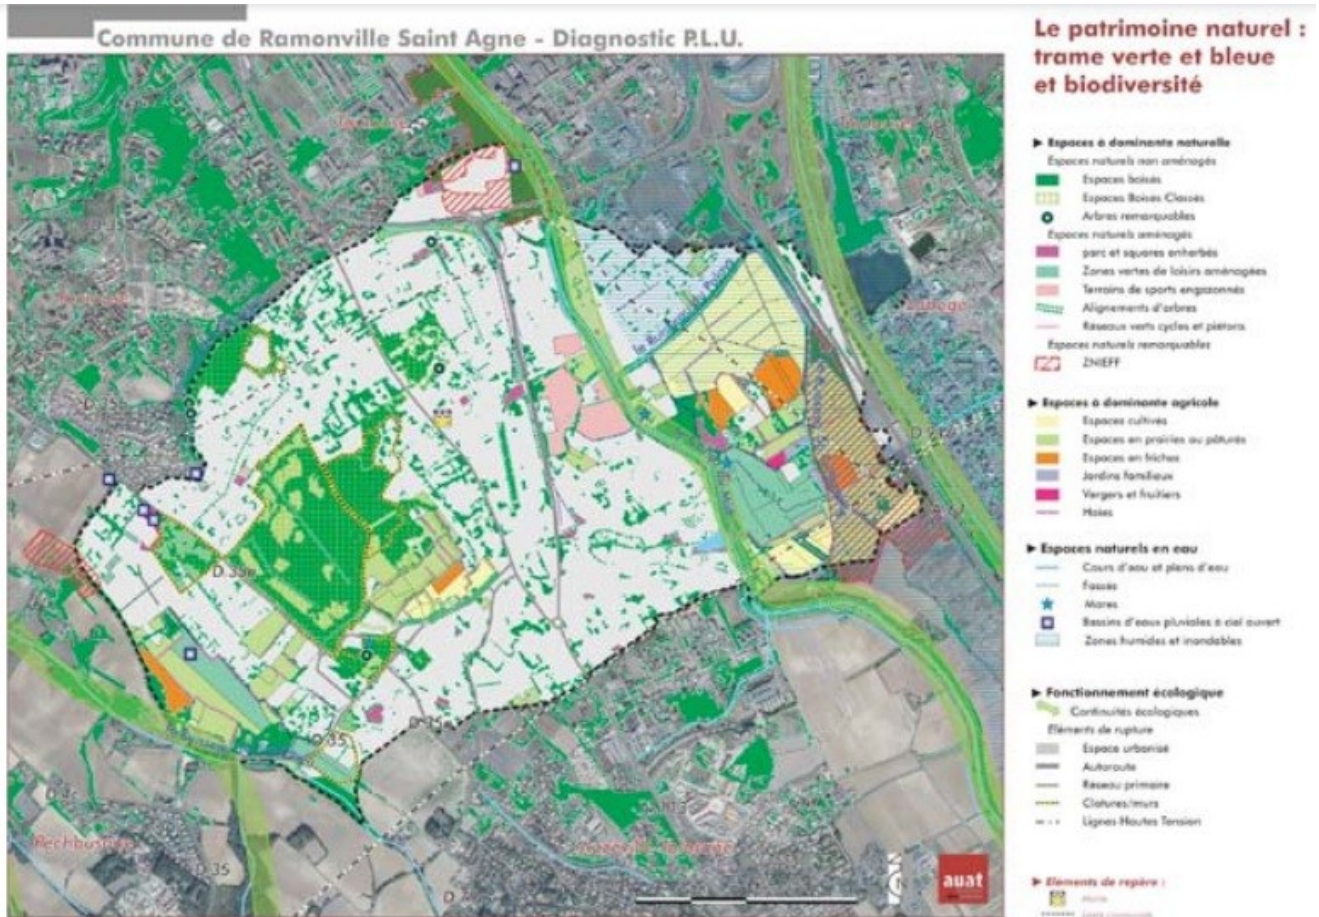 Commune de Ramonville Saint Agne - Diagnostic P.L.U.
Le patrimoine naturel :
trame verte et bleue
et biodiversité
► Espaces à dominante naturelle
Espaces naturels non aménagés
Espaces boisés
Espaces Boisés Classés
Arbres remarquables
Espaces naturels aménagés
parc et squares enherbés
Zones vertes de loisirs aménagées
Terrains de sports engazonnés
Alignements d'arbres
Réseaux verts cycles et piétons
Espaces naturels remarquables
ZNIEFF
► Espaces à dominante agricole
Espaces cultivés
Espaces en prairies ou pâturés
Espaces en friches
Jardins familiaux
Vergers et fruitiers
Haies
► Espaces naturels en eau
Cours d'eau et plans d'eau
Fossés
Mares
Bassins d'eaux pluviales à ciel ouvert
Zones humides et inondables
► Fonctionnement écologique
Continuités écologiques
Eléments de rupture
Espace urbanisé
Autoroute
Réseau primaire
Clotures/murs
Lignes Hautes Tension
► Elements de repère :
Mairie
D 35
D 35
D 35
auat